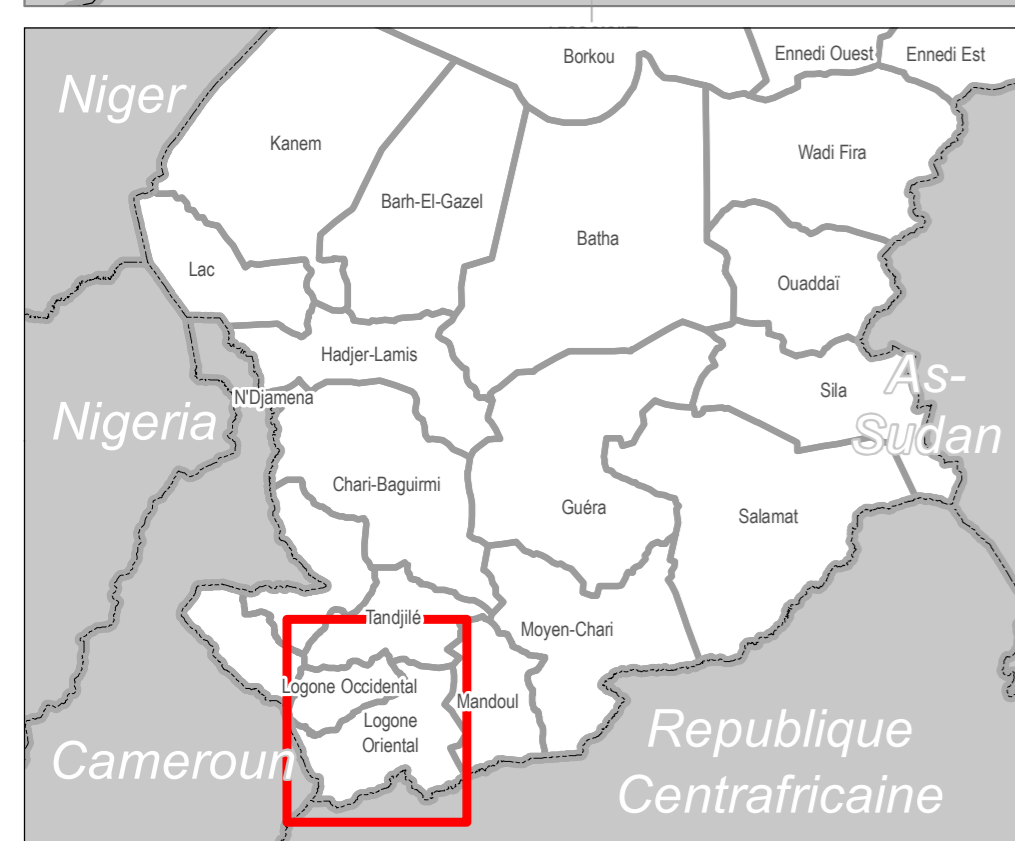 Borkou
Ennedi Ouest
Ennedi Est
Niger
Kanem
Wadi Fira
Barh-El-Gazel
Batha
Lac
Ouaddaï
Hadjer-Lamis
As-
Sudan
Sila
N'Djamena
Nigeria
Chari-Baguirmi
Guéra
Salamat
Tandjilé
Moyen-Chari
Logone Occidental
Mandoul
Logone
Oriental
Cameroun
Republique
Centrafricaine